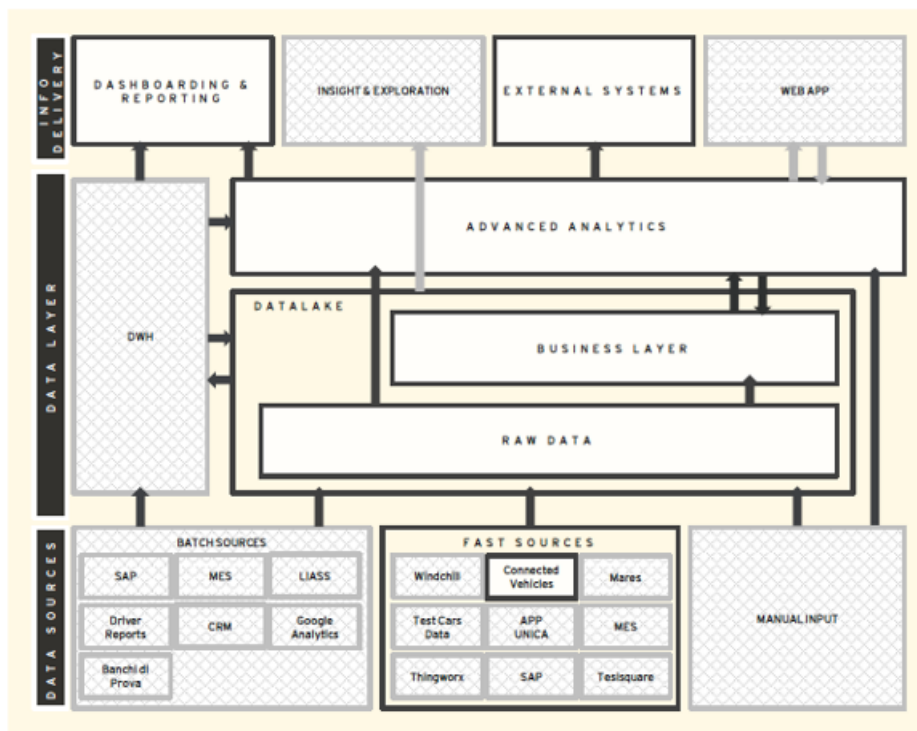 INFO
DELIVERY
DASHBOARDING &
REPORTING
INSIGHT & EXPLORATION
EXTERNAL SYSTEMS
WEB APP
DATA LAYER
DWH
ADVANCED ANALYTICS
DATALAKE
BUSINESS LAYER
RAW DATA
DATA SOURCES
BATCH SOURCES
SAP
MES
LIASS
Driver
Reports
CRM
Google
Analytics
Banchi di
Prova
FAST SOURCES
Windchill
Connected
Vehicles
Mares
Test Cars
Data
APP
UNICA
MES
Thingworx
SAP
Tesisquare
MANUAL INPUT